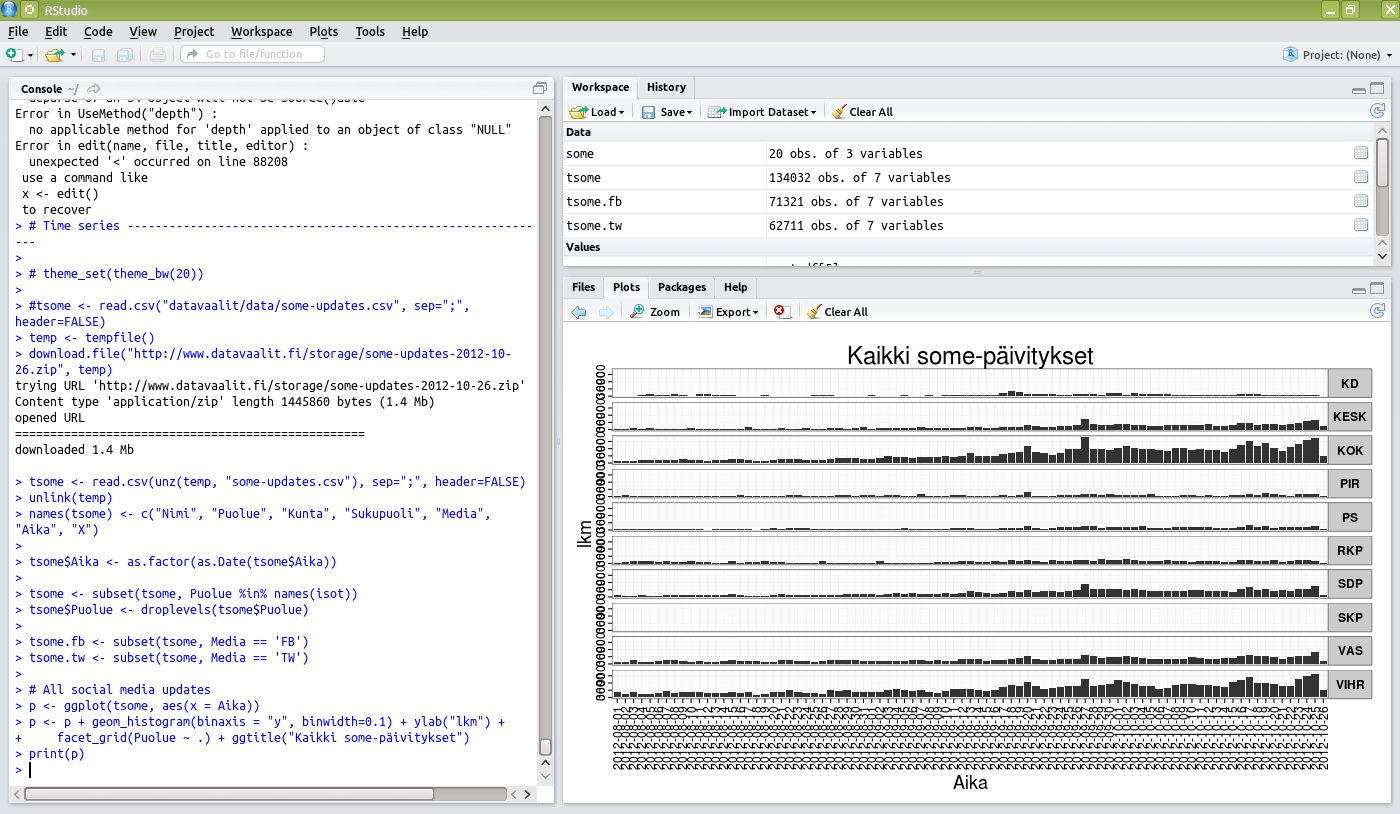 RStudio
File Edit Code View Project Workspace Plots Tools Help
Go to file/function
Project: (None)
Console ~/
Error in UseMethod("depth") :
  no applicable method for 'depth' applied to an object of class "NULL"
Error in edit(name, file, title, editor) :
  unexpected '<' occurred on line 88208
 use a command like
 x <- edit()
 to recover
> # Time series ----------------------------------------------------------
---
>
> # theme_set(theme_bw(20))
>
> #tsome <- read.csv("datavaalit/data/some-updates.csv", sep=";",
header=FALSE)
> temp <- tempfile()
> download.file("http://www.datavaalit.fi/storage/some-updates-2012-10-
26.zip", temp)
trying URL 'http://www.datavaalit.fi/storage/some-updates-2012-10-26.zip'
Content type 'application/zip' length 1445860 bytes (1.4 Mb)
opened URL
==================================================
downloaded 1.4 Mb
> tsome <- read.csv(unz(temp, "some-updates.csv"), sep=";", header=FALSE)
> unlink(temp)
> names(tsome) <- c("Nimi", "Puolue", "Kunta", "Sukupuoli", "Media",
"Aika", "X")
>
> tsome$Aika <- as.factor(as.Date(tsome$Aika))
>
> tsome <- subset(tsome, Puolue %in% names(isot))
> tsome$Puolue <- droplevels(tsome$Puolue)
>
> tsome.fb <- subset(tsome, Media == 'FB')
> tsome.tw <- subset(tsome, Media == 'TW')
>
> # All social media updates
> p <- ggplot(tsome, aes(x = Aika))
> p <- p + geom_histogram(binaxis = "y", binwidth=0.1) + ylab("lkm") +
+     facet_grid(Puolue ~ .) + ggtitle("Kaikki some-päivitykset")
> print(p)
>
Workspace History
Load Save Import Dataset Clear All
Data
some 20 obs. of 3 variables
tsome 134032 obs. of 7 variables
tsome.fb 71321 obs. of 7 variables
tsome.tw 62711 obs. of 7 variables
Values
Files Plots Packages Help
Zoom Export Clear All
Kaikki some-päivitykset
KD
KESK
KOK
PIR
PS
RKP
SDP
SKP
VAS
VIHR
lkm
Aika